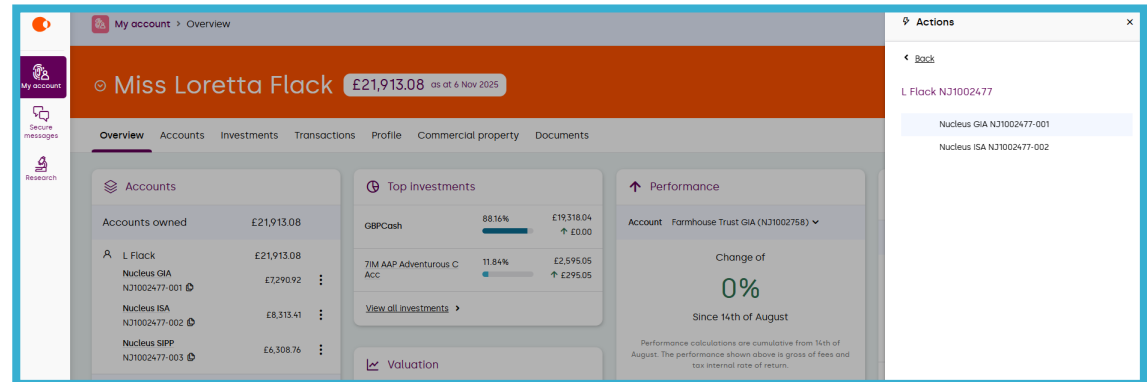 My account > Overview
Actions ×
My account
Secure messages
Research
Miss Loretta Flack £21,913.08 as at 6 Nov 2025
Overview Accounts Investments Transactions Profile Commercial property Documents
Accounts
Accounts owned £21,913.08
L Flack £21,913.08
Nucleus GIA
NJ1002477-001 £7,290.92
Nucleus ISA
NJ1002477-002 £8,313.41
Nucleus SIPP
NJ1002477-003 £6,308.76
Top investments
GBPCash 88.16% £19,318.04
£0.00
7IM AAP Adventurous C 11.84% £2,595.05
Acc £295.05
View all investments >
Valuation
Performance
Account Farmhouse Trust GIA (NJ1002758)
Change of
0%
Since 14th of August
Performance calculations are cumulative from 14th of
August. The performance shown above is gross of fees and
tax internal rate of return.
Back
L Flack NJ1002477
Nucleus GIA NJ1002477-001
Nucleus ISA NJ1002477-002